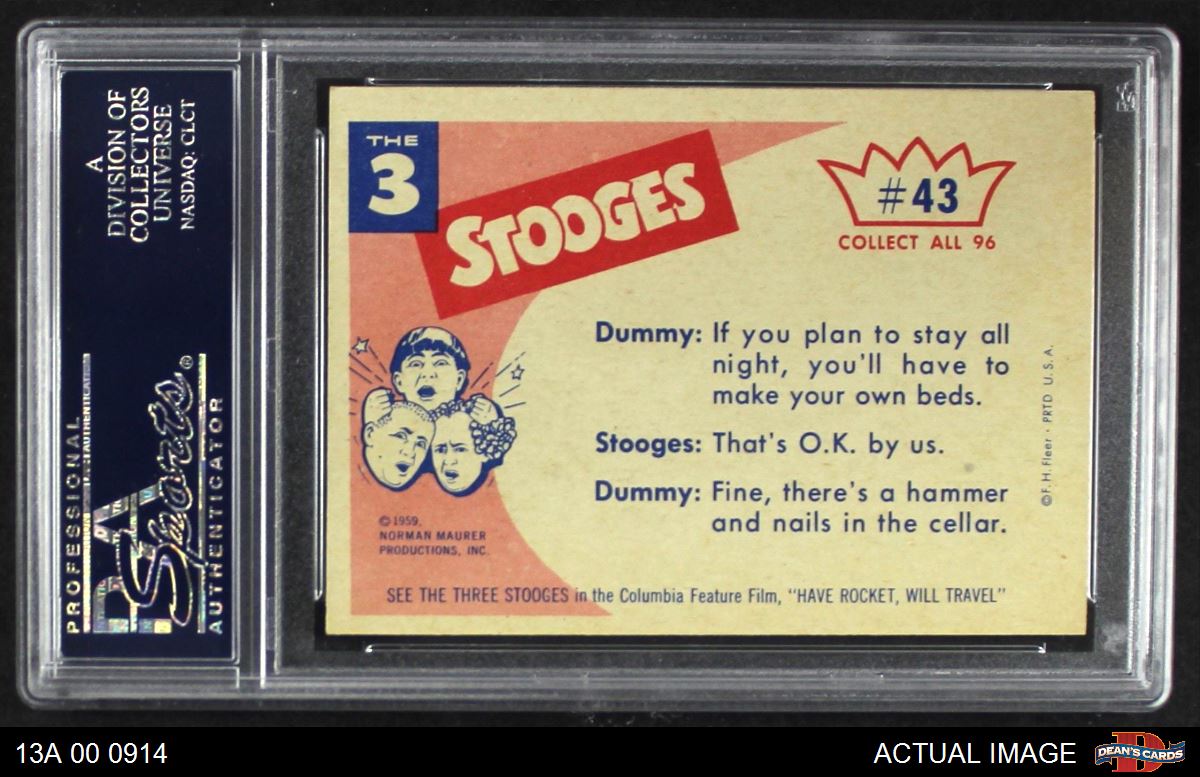 A
DIVISION OF
COLLECTORS
UNIVERSE
NASDAQ: CLCT
PROFESSIONAL
Sports®
AUTHENTICATOR
THE
3
STOOGES
#43
COLLECT ALL 96
Dummy: If you plan to stay all
night, you'll have to
make your own beds.
Stooges: That's O.K. by us.
Dummy: Fine, there's a hammer
and nails in the cellar.
© F. H. Fleer · PRTD U. S. A.
© 1959,
NORMAN MAURER
PRODUCTIONS, INC.
SEE THE THREE STOOGES in the Columbia Feature Film, "HAVE ROCKET, WILL TRAVEL"
13A 00 0914
ACTUAL IMAGE
DEAN'S CARDS